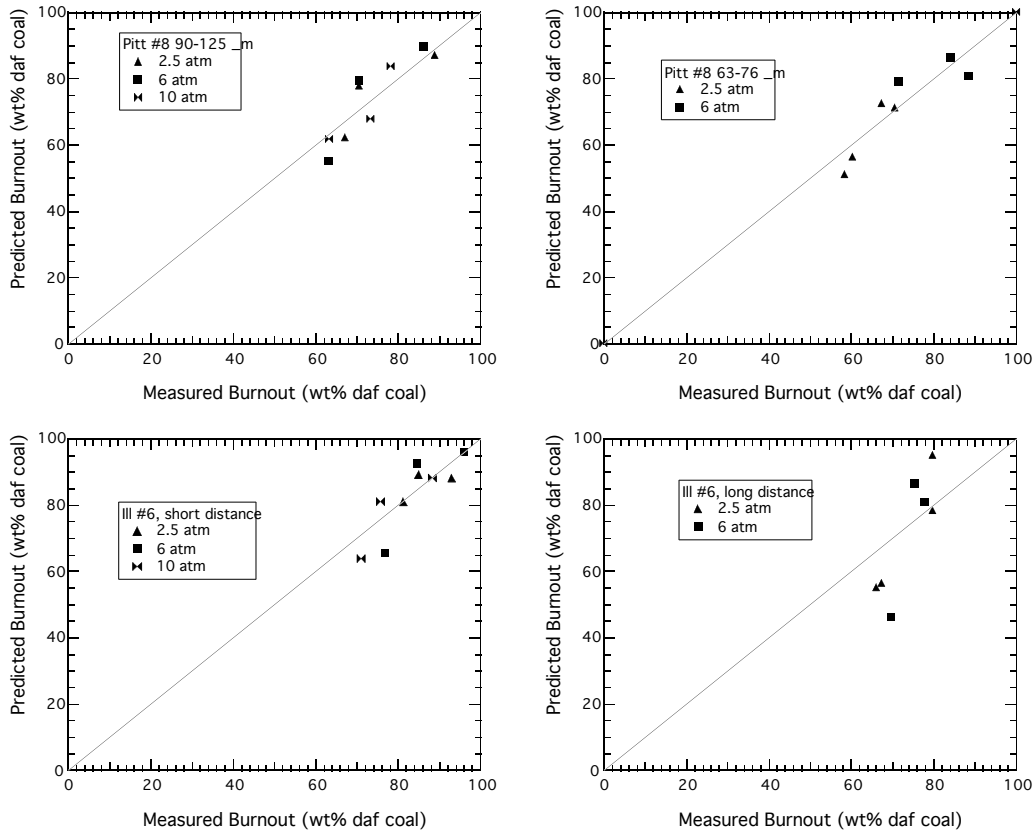 100
80
60
40
20
0
Predicted Burnout (wt% daf coal)
Pitt #8 90-125 _m
2.5 atm
6 atm
10 atm
0 20 40 60 80 100
Measured Burnout (wt% daf coal)
100
80
60
40
20
0
Predicted Burnout (wt% daf coal)
Pitt #8 63-76 _m
2.5 atm
6 atm
0 20 40 60 80 100
Measured Burnout (wt% daf coal)
100
80
60
40
20
0
Predicted Burnout (wt% daf coal)
Ill #6, short distance
2.5 atm
6 atm
10 atm
0 20 40 60 80 100
Measured Burnout (wt% daf coal)
100
80
60
40
20
0
Predicted Burnout (wt% daf coal)
Ill #6, long distance
2.5 atm
6 atm
0 20 40 60 80 100
Measured Burnout (wt% daf coal)